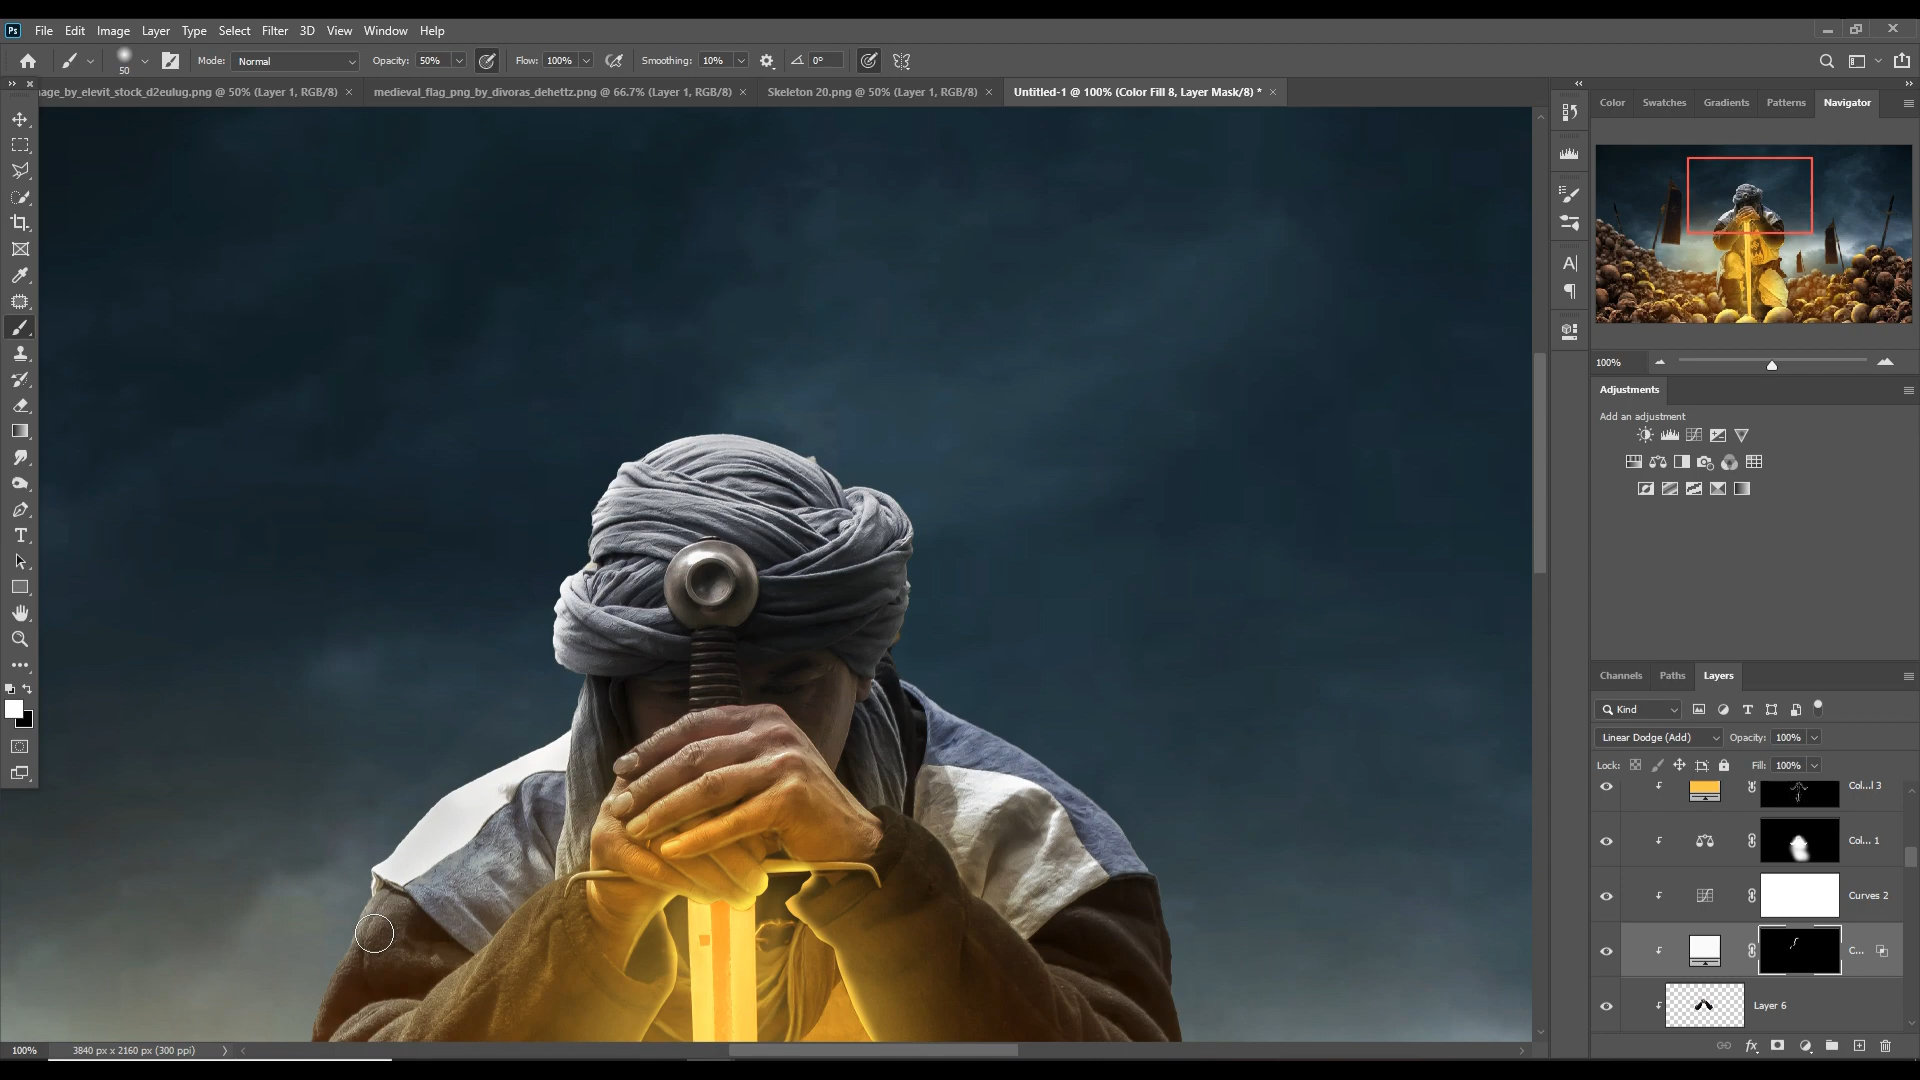 Ps File Edit Image Layer Type Select Filter 3D View Window Help
50 Mode: Normal Opacity: 50% Flow: 100% Smoothing: 10% 0°
age_by_elevit_stock_d2eulug.png @ 50% (Layer 1, RGB/8) × medieval_flag_png_by_divoras_dehettz.png @ 66.7% (Layer 1, RGB/8) × Skeleton 20.png @ 50% (Layer 1, RGB/8) × Untitled-1 @ 100% (Color Fill 8, Layer Mask/8) * ×
Color Swatches Gradients Patterns Navigator
100%
Adjustments
Add an adjustment
Channels Paths Layers
Kind
Linear Dodge (Add) Opacity: 100%
Lock: Fill: 100%
Col...l 3
Col... 1
Curves 2
C...
Layer 6
100% 3840 px x 2160 px (300 ppi)